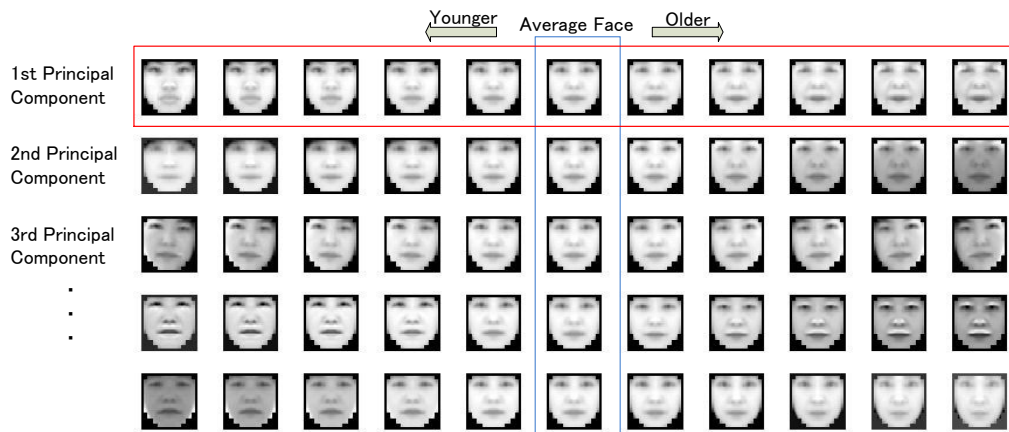 Younger
Average Face
Older
1st Principal
Component
2nd Principal
Component
3rd Principal
Component